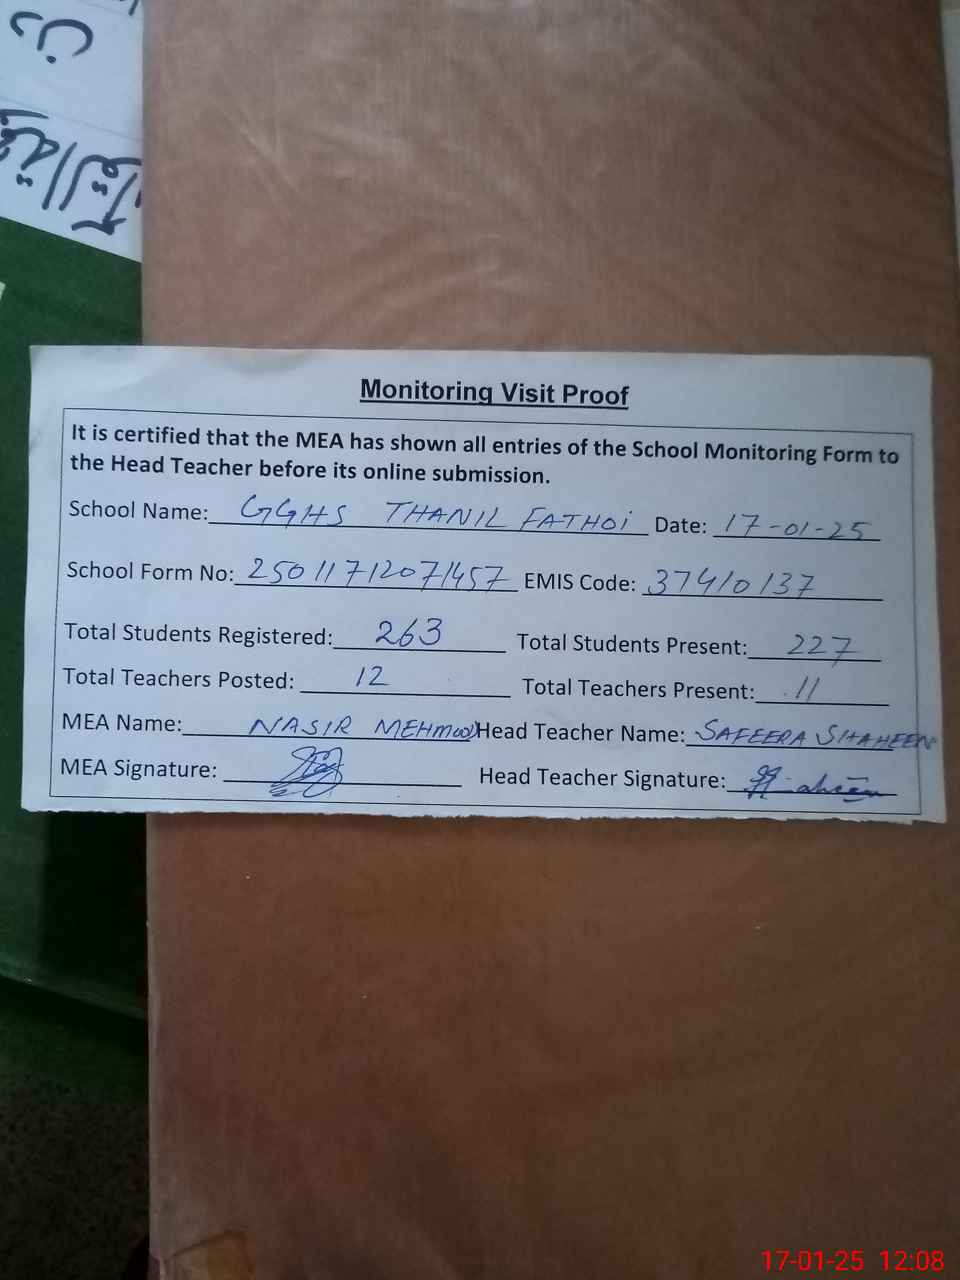 دن
Monitoring Visit Proof
It is certified that the MEA has shown all entries of the School Monitoring Form to
the Head Teacher before its online submission.
School Name: GGHS THANIL FATHOI Date: 17-01-25
School Form No: 25011712071457 EMIS Code: 37410137
Total Students Registered: 263 Total Students Present: 227
Total Teachers Posted: 12 Total Teachers Present: 11
MEA Name: NASIR MEHMOOD Head Teacher Name: SAFEERA SHAHEEN
MEA Signature: Head Teacher Signature:
17-01-25 12:08